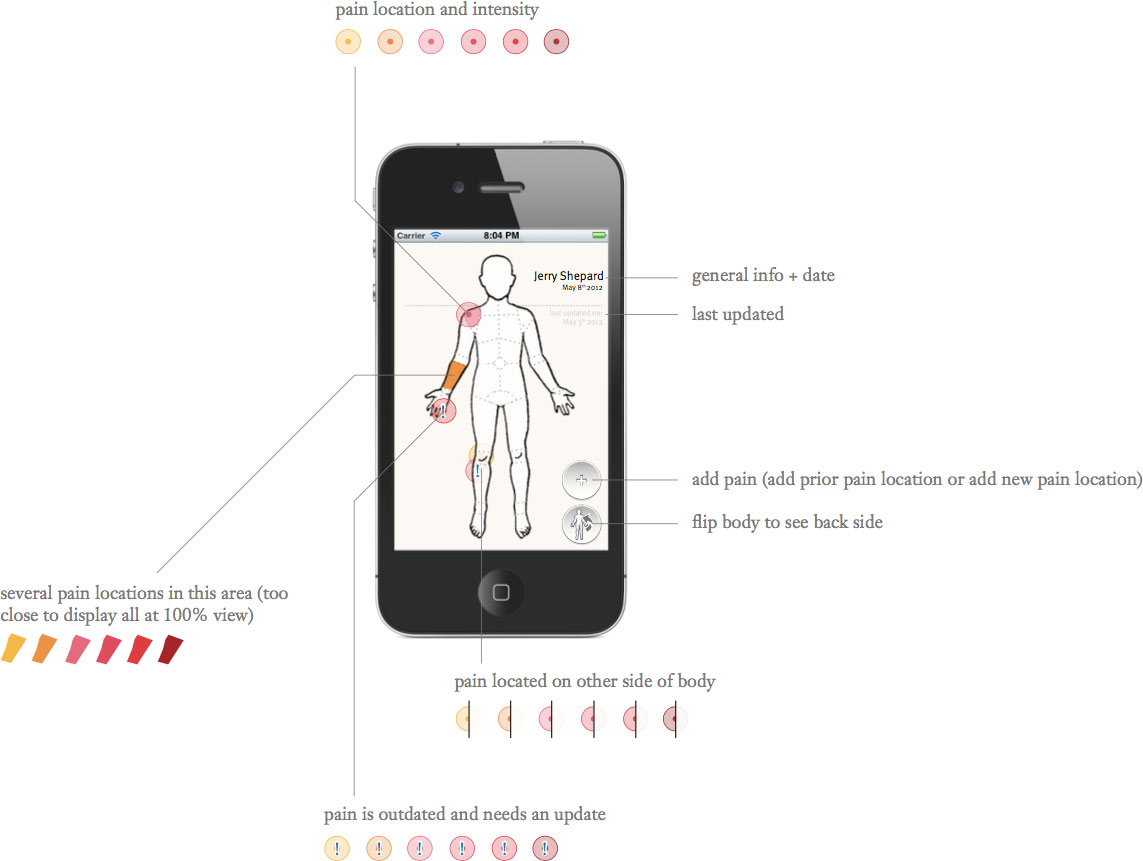 pain location and intensity
Carrier 8:04 PM
Jerry Shepard
May 8th 2012
general info + date
last updated on:
May 5th 2012
last updated
add pain (add prior pain location or add new pain location)
flip body to see back side
several pain locations in this area (too
close to display all at 100% view)
pain located on other side of body
pain is outdated and needs an update